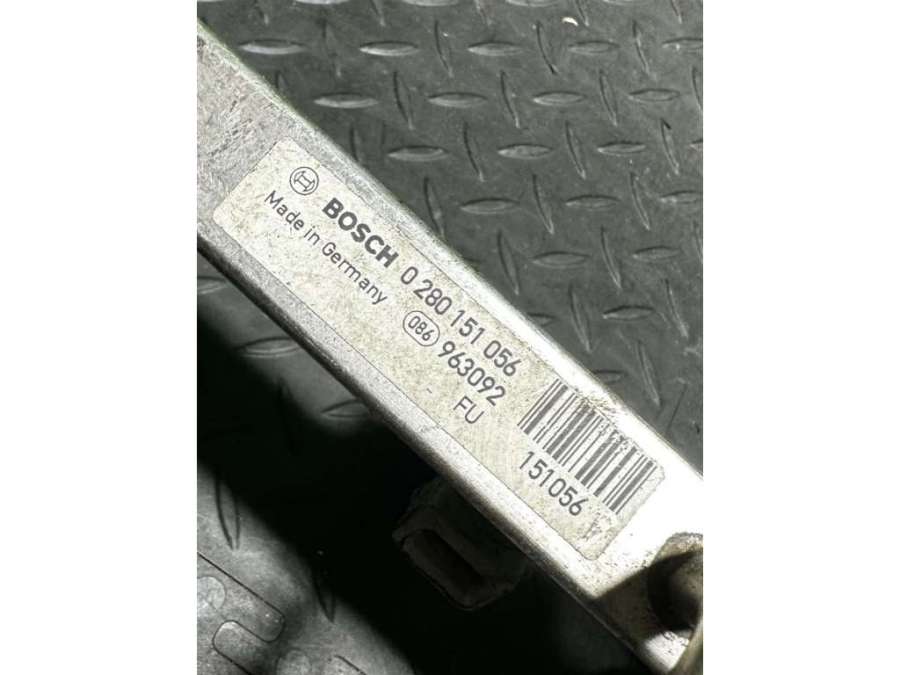 BOSCH 0 280 151 056
Made in Germany 086 963092
FU
151056 A